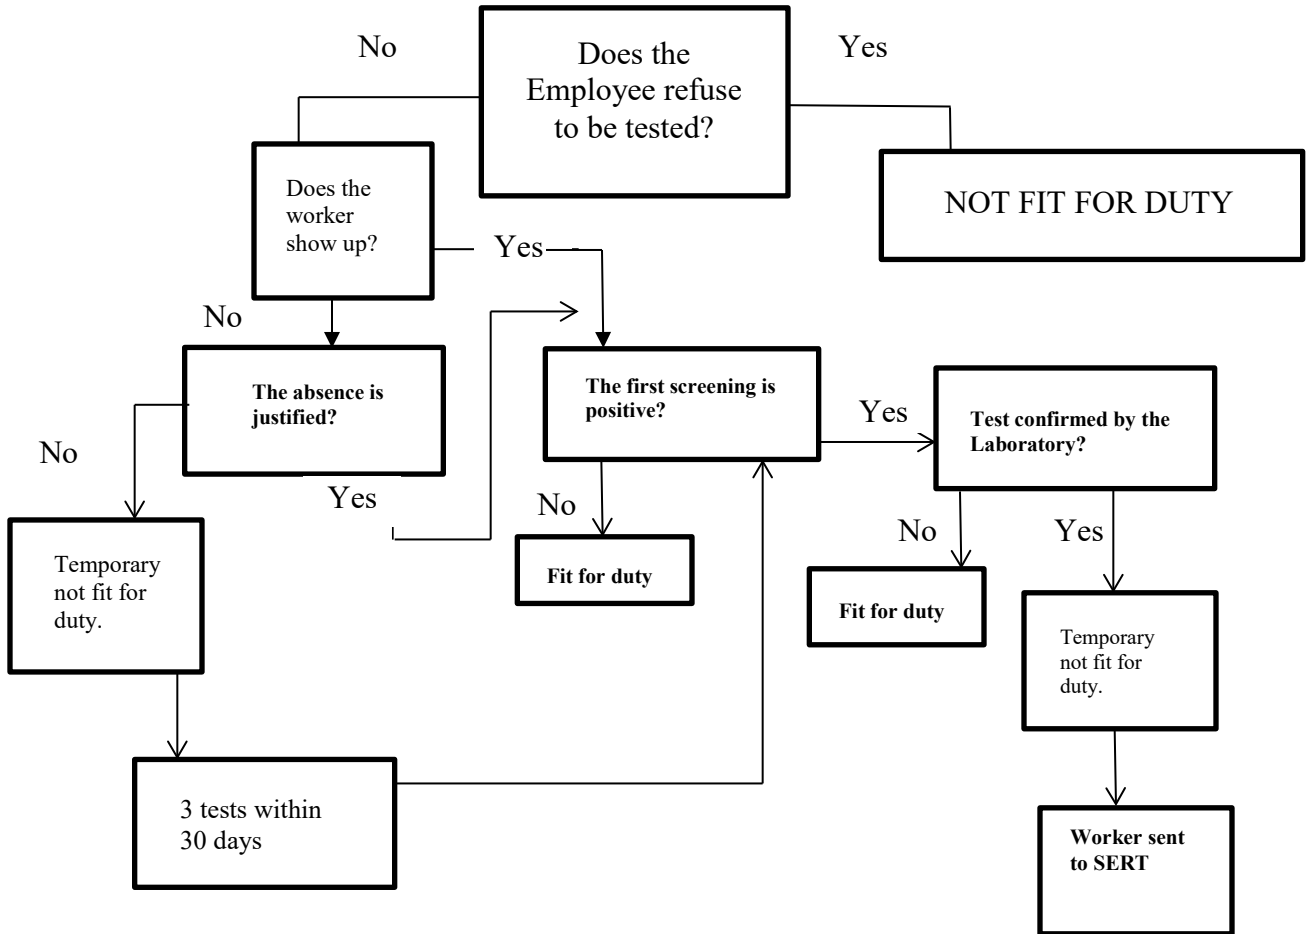 No
Does the
Employee refuse
to be tested?
Yes
NOT FIT FOR DUTY
Does the
worker
show up?
Yes
No
The absence is
justified?
The first screening is
positive?
Yes
Test confirmed by the
Laboratory?
No
Yes
No
No
Yes
Temporary
not fit for
duty.
Fit for duty
Fit for duty
Temporary
not fit for
duty.
3 tests within
30 days
Worker sent
to SERT